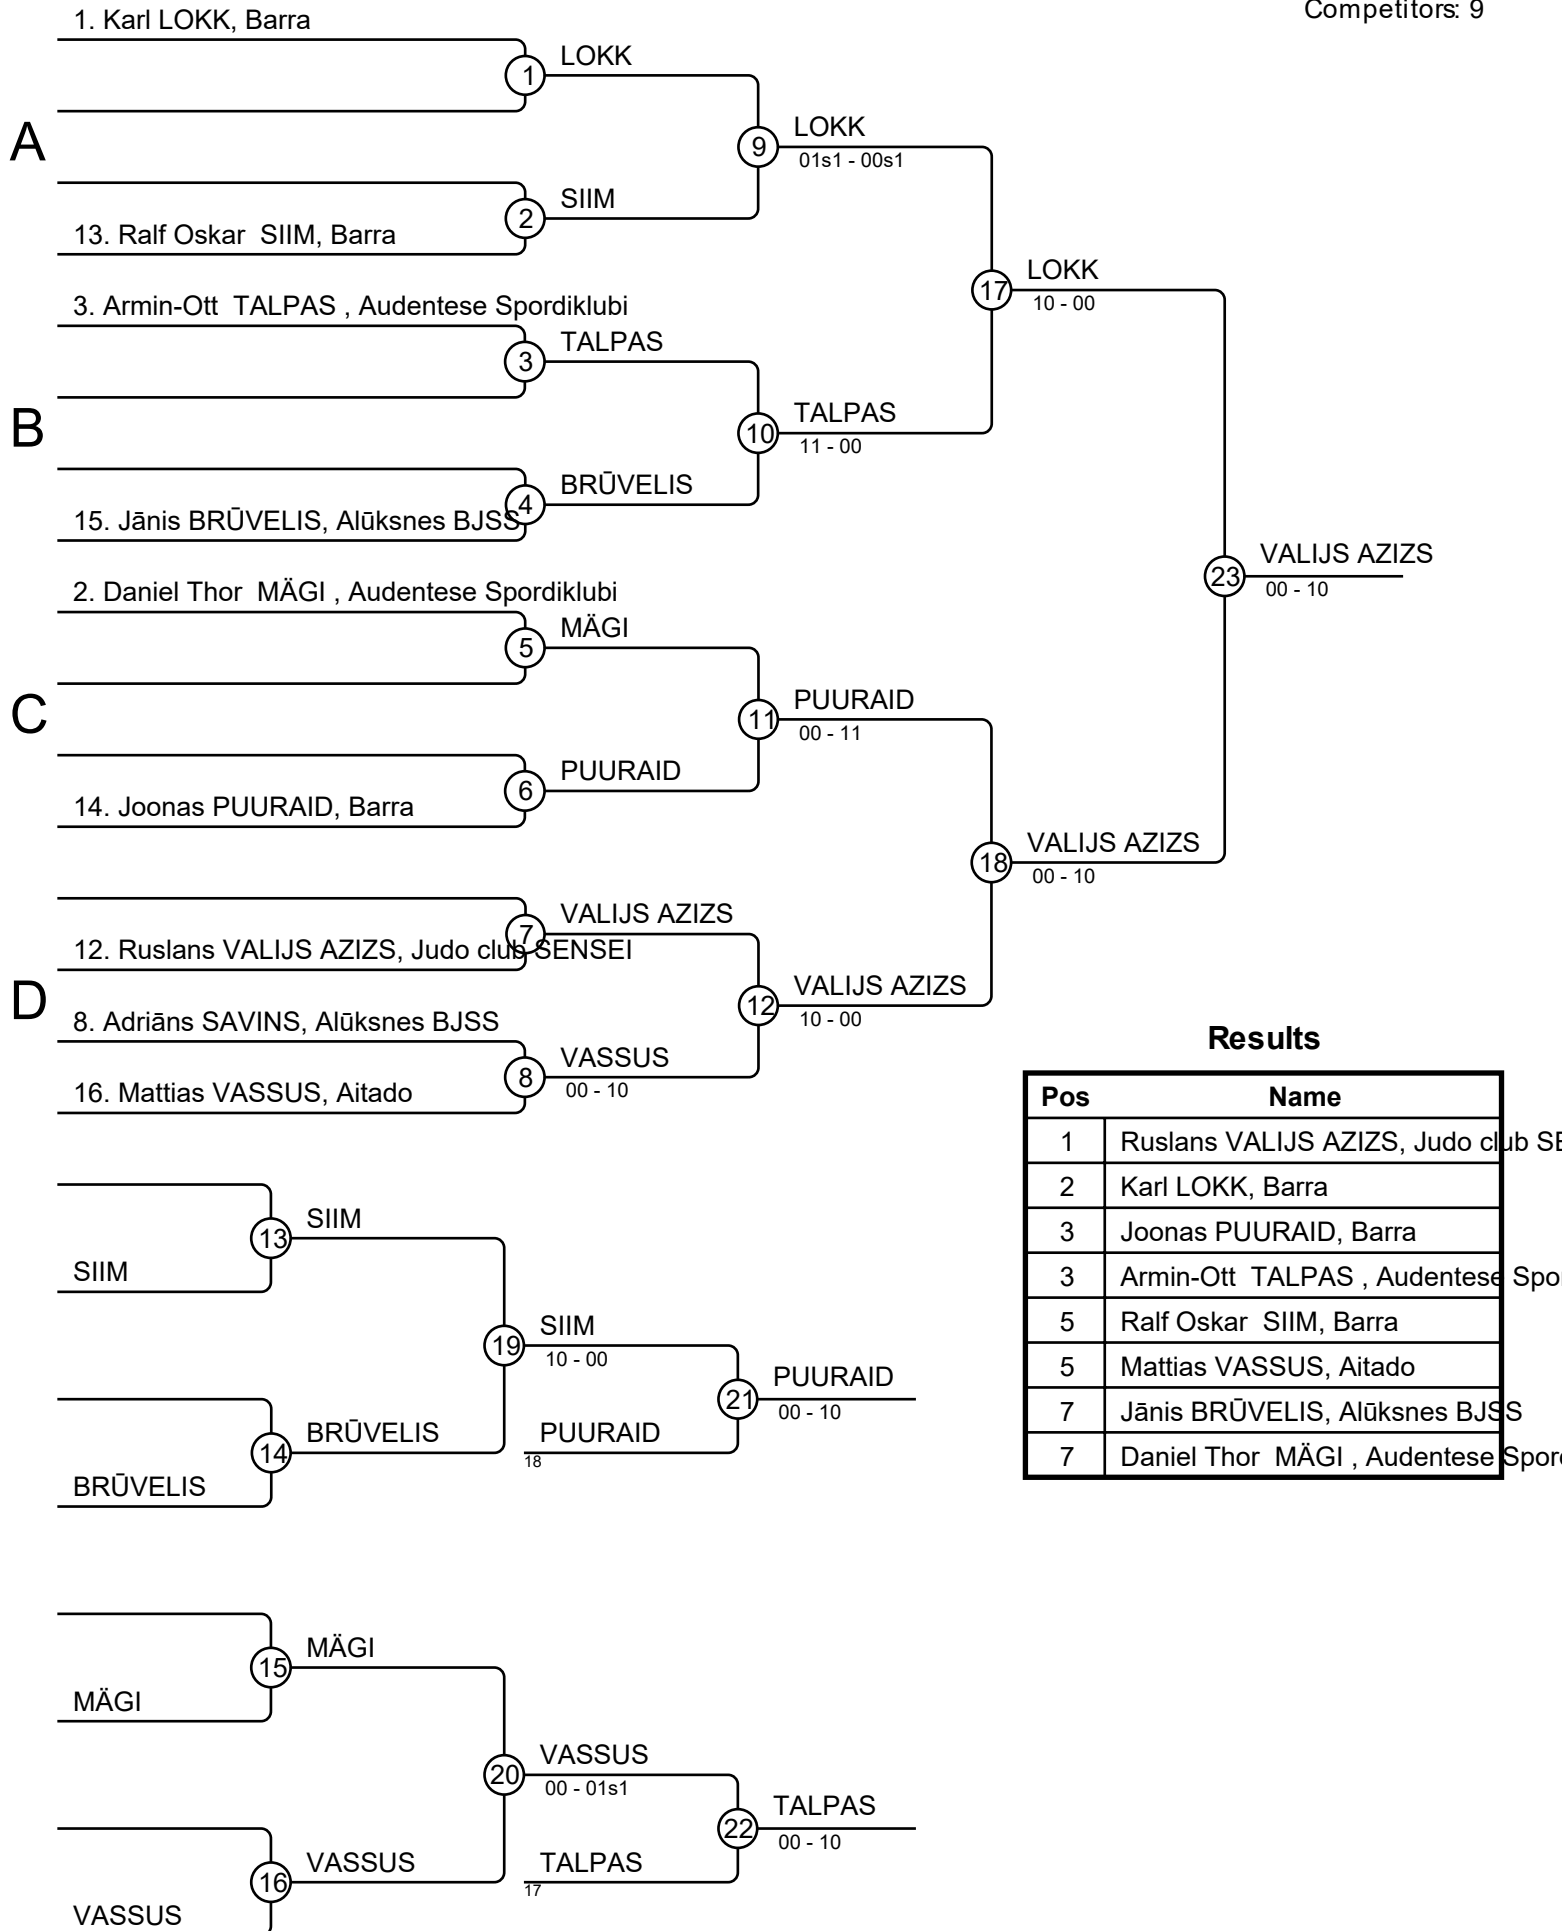 Competitors: 9
1. Karl LOKK, Barra
1
LOKK
A
9
LOKK
01s1 - 00s1
2
SIIM
13. Ralf Oskar  SIIM, Barra
17
LOKK
10 - 00
3. Armin-Ott  TALPAS , Audentese Spordiklubi
3
TALPAS
B
10
TALPAS
11 - 00
4
BRŪVELIS
15. Jānis BRŪVELIS, Alūksnes BJSS
23
VALIJS AZIZS
00 - 10
2. Daniel Thor  MÄGI , Audentese Spordiklubi
5
MÄGI
C
11
PUURAID
00 - 11
6
PUURAID
14. Joonas PUURAID, Barra
18
VALIJS AZIZS
00 - 10
7
VALIJS AZIZS
12. Ruslans VALIJS AZIZS, Judo club SENSEI
D
12
VALIJS AZIZS
10 - 00
8. Adriāns SAVINS, Alūksnes BJSS
8
VASSUS
00 - 10
16. Mattias VASSUS, Aitado
Results
Pos Name
1 Ruslans VALIJS AZIZS, Judo club SE
2 Karl LOKK, Barra
3 Joonas PUURAID, Barra
3 Armin-Ott  TALPAS , Audentese Spo
5 Ralf Oskar  SIIM, Barra
5 Mattias VASSUS, Aitado
7 Jānis BRŪVELIS, Alūksnes BJSS
7 Daniel Thor  MÄGI , Audentese Spor
13
SIIM
SIIM
19
SIIM
10 - 00
21
PUURAID
00 - 10
14
BRŪVELIS
PUURAID
18
BRŪVELIS
15
MÄGI
MÄGI
20
VASSUS
00 - 01s1
22
TALPAS
00 - 10
16
VASSUS
TALPAS
17
VASSUS